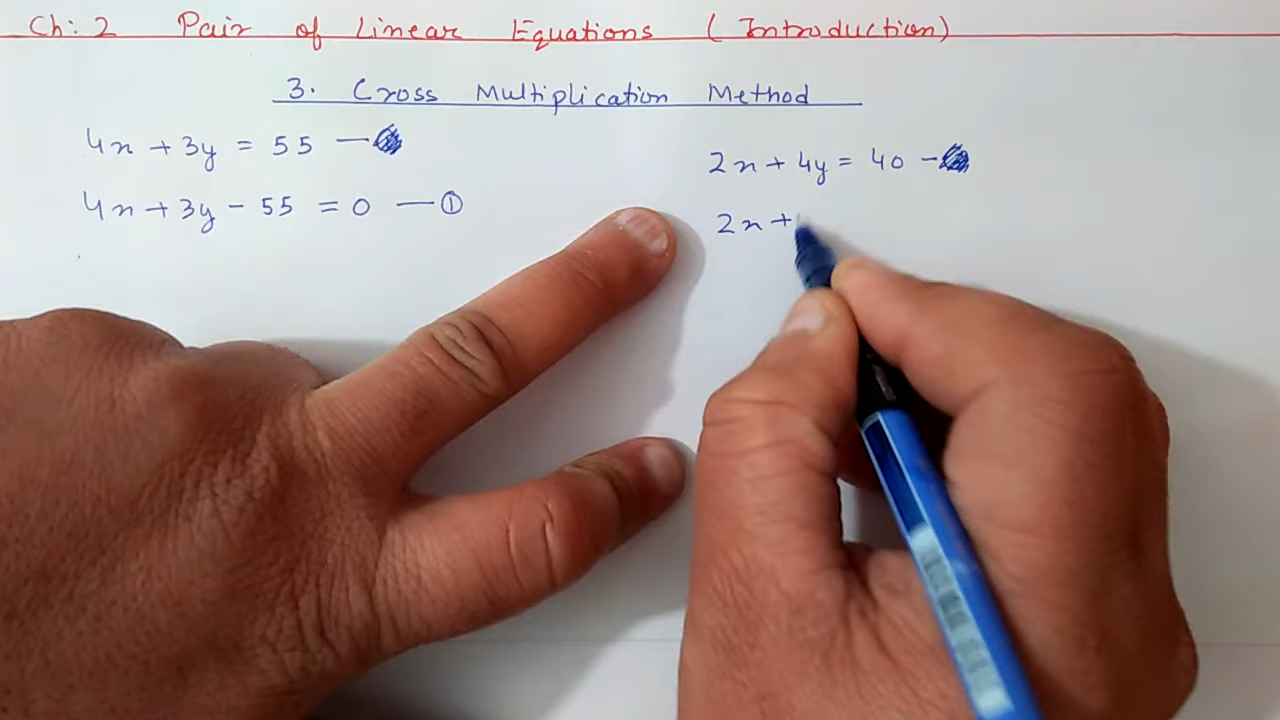 Ch: 2 Pair of Linear Equations (Introduction)
3. Cross Multiplication Method
4x + 3y = 55 —
4x + 3y - 55 = 0 — ①
2x + 4y = 40 -
2x +